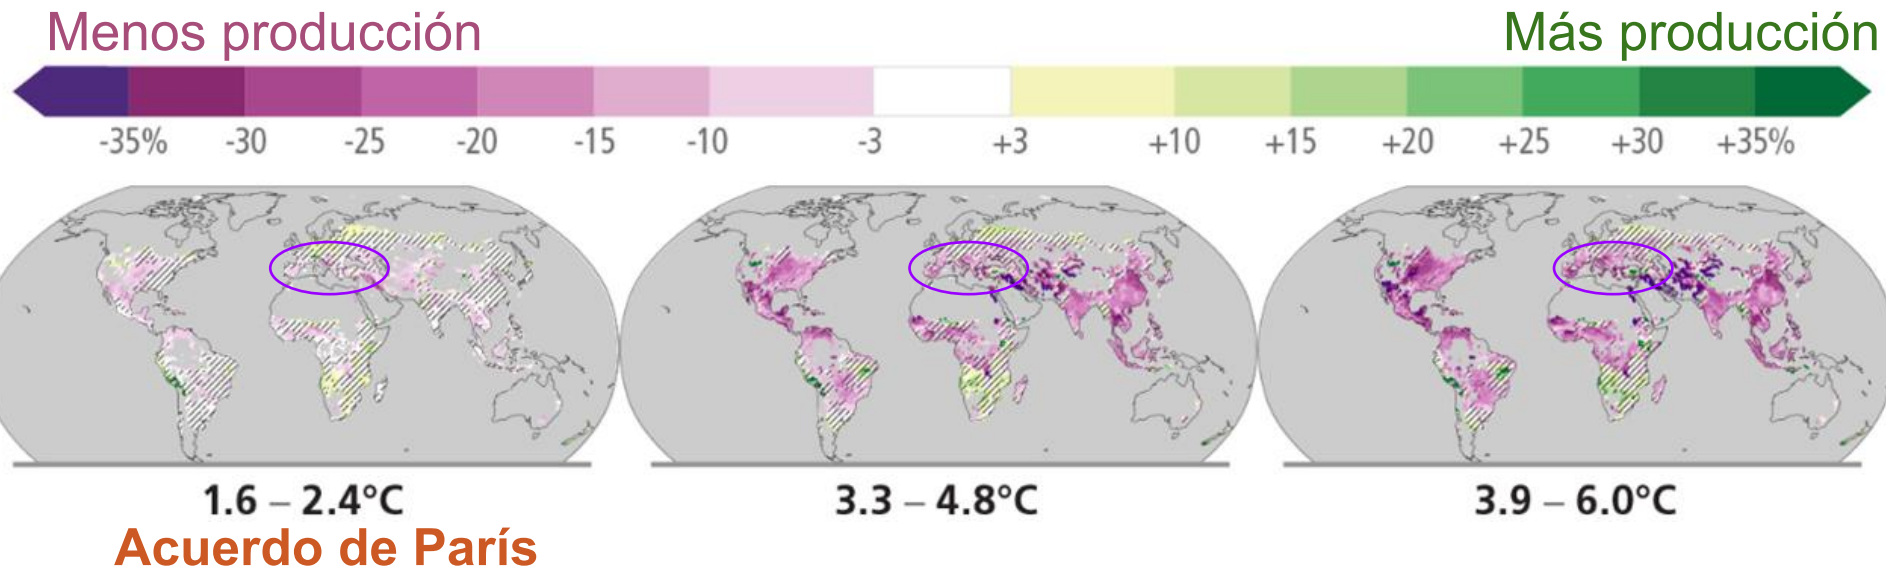 Menos producción Más producción
-35% -30 -25 -20 -15 -10 -3 +3 +10 +15 +20 +25 +30 +35%
1.6 – 2.4°C 3.3 – 4.8°C 3.9 – 6.0°C
Acuerdo de París